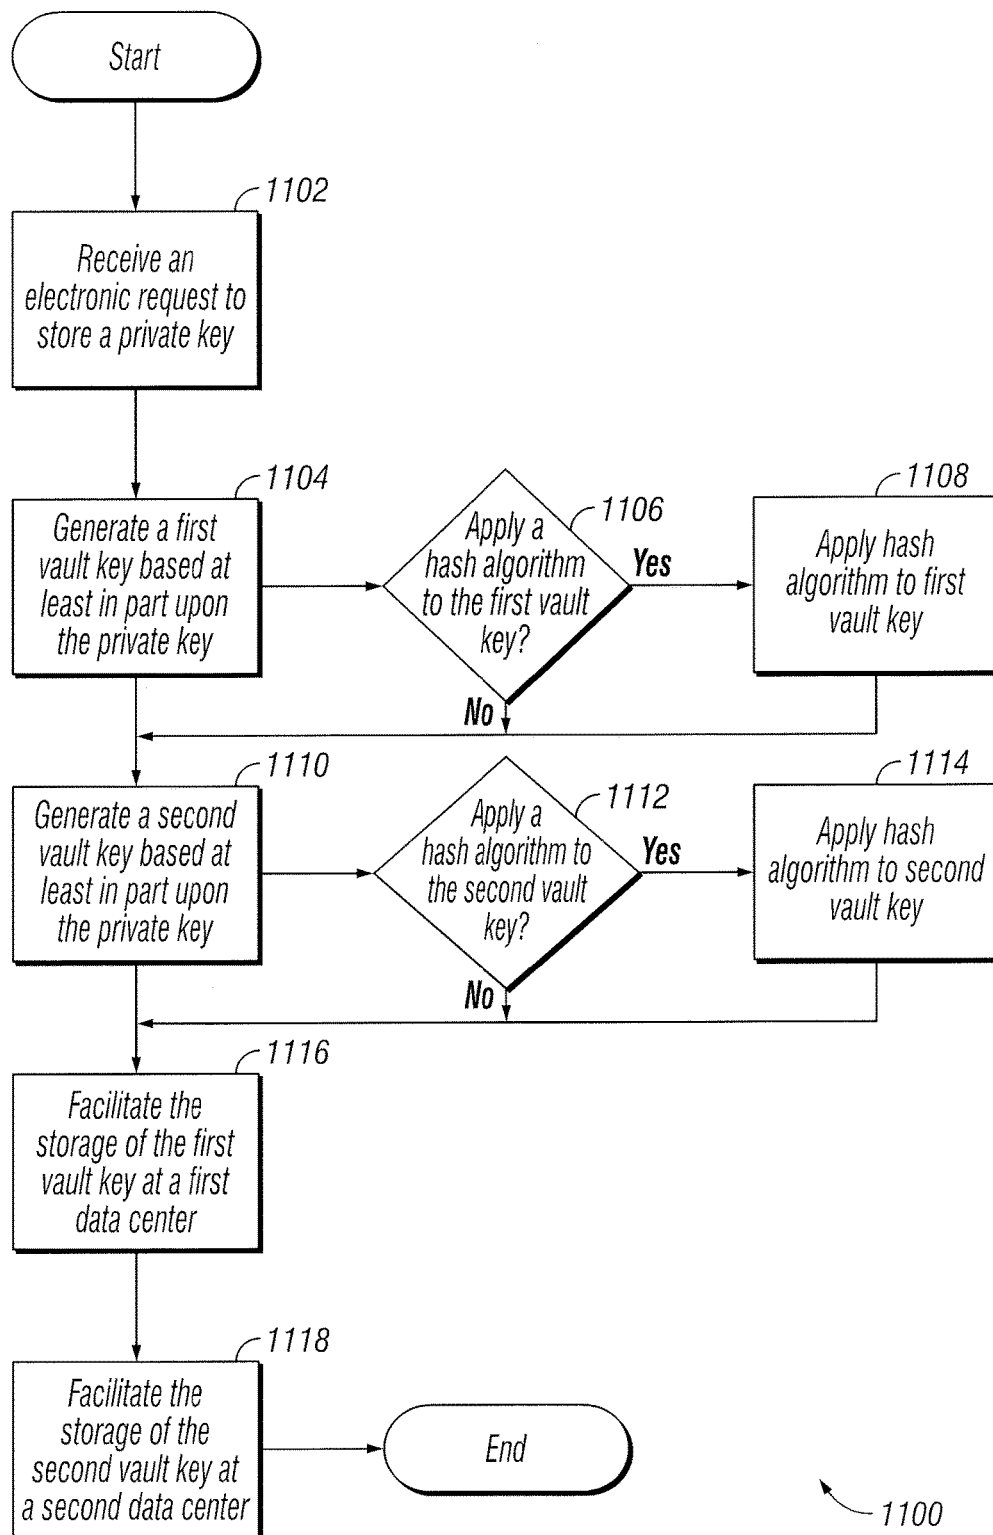 Start
1102
Receive an
electronic request to
store a private key
1104
Generate a first
vault key based at
least in part upon
the private key
1106
Apply a
hash algorithm
to the first vault
key?
Yes
No
1108
Apply hash
algorithm to first
vault key
1110
Generate a second
vault key based at
least in part upon
the private key
1112
Apply a
hash algorithm to
the second vault
key?
Yes
No
1114
Apply hash
algorithm to second
vault key
1116
Facilitate the
storage of the first
vault key at a first
data center
1118
Facilitate the
storage of the
second vault key at
a second data center
End
1100